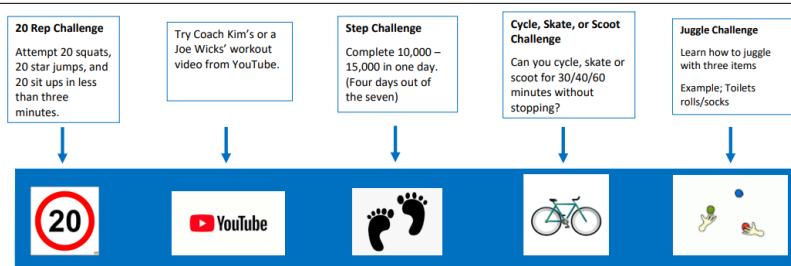 20 Rep Challenge
Attempt 20 squats,
20 star jumps, and
20 sit ups in less
than three
minutes.
Try Coach Kim's or a
Joe Wicks' workout
video from YouTube.
Step Challenge
Complete 10,000 –
15,000 in one day.
(Four days out of
the seven)
Cycle, Skate, or Scoot
Challenge
Can you cycle, skate or
scoot for 30/40/60
minutes without
stopping?
Juggle Challenge
Learn how to juggle
with three items
Example; Toilets
rolls/socks
20
YouTube